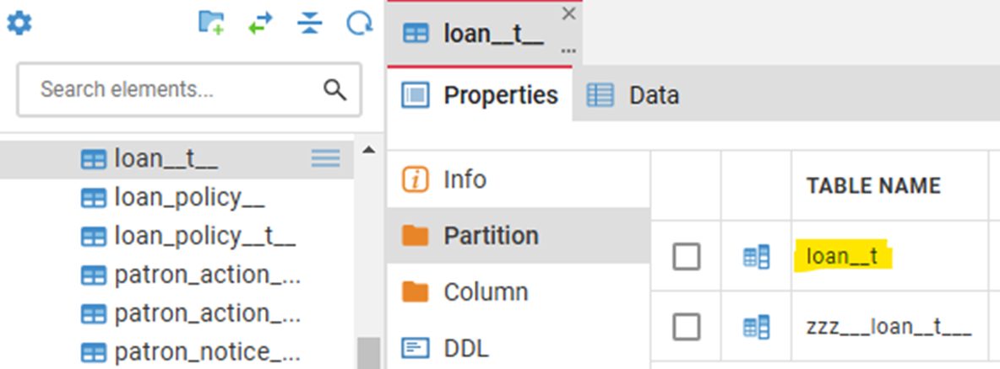 Search elements...
loan__t__
loan_policy__
loan_policy__t__
patron_action_...
patron_action_...
patron_notice_...
loan__t__
...
Properties
Data
Info
Partition
Column
DDL
TABLE NAME
loan__t
zzz___loan__t___